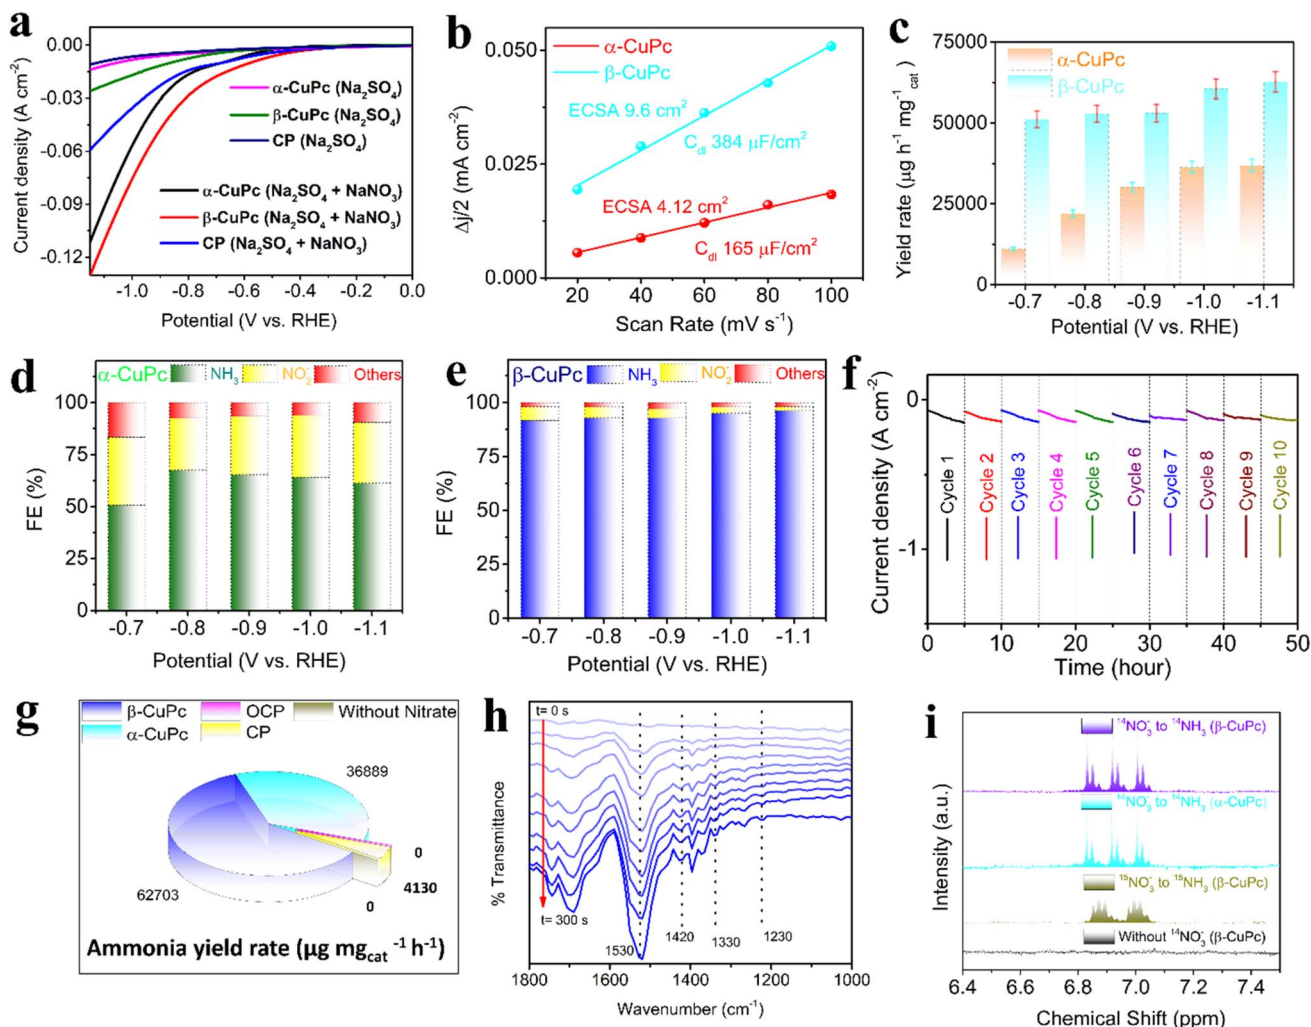 a
0.00
-0.03
-0.06
-0.09
-0.12
Current density (A cm⁻²)
α-CuPc (Na₂SO₄)
β-CuPc (Na₂SO₄)
CP (Na₂SO₄)
α-CuPc (Na₂SO₄ + NaNO₃)
β-CuPc (Na₂SO₄ + NaNO₃)
CP (Na₂SO₄ + NaNO₃)
-1.0 -0.8 -0.6 -0.4 -0.2 0.0
Potential (V vs. RHE)
b
0.050
0.025
0.000
Δj/2 (mA cm⁻²)
α-CuPc
β-CuPc
ECSA 9.6 cm²
Cdl 384 μF/cm²
ECSA 4.12 cm²
Cdl 165 μF/cm²
20 40 60 80 100
Scan Rate (mV s⁻¹)
c
75000
50000
25000
0
Yield rate (μg h⁻¹ mg⁻¹cat)
α-CuPc
β-CuPc
-0.7 -0.8 -0.9 -1.0 -1.1
Potential (V vs. RHE)
d
α-CuPc NH₃ NO₂⁻ Others
100
75
50
25
0
FE (%)
-0.7 -0.8 -0.9 -1.0 -1.1
Potential (V vs. RHE)
e
β-CuPc NH₃ NO₂⁻ Others
100
75
50
25
0
FE (%)
-0.7 -0.8 -0.9 -1.0 -1.1
Potential (V vs. RHE)
f
0
-1
Current density (A cm⁻²)
Cycle 1
Cycle 2
Cycle 3
Cycle 4
Cycle 5
Cycle 6
Cycle 7
Cycle 8
Cycle 9
Cycle 10
0 10 20 30 40 50
Time (hour)
g
β-CuPc OCP Without Nitrate
α-CuPc CP
36889
0
4130
0
62703
Ammonia yield rate (μg mgcat⁻¹ h⁻¹)
h
t= 0 s
t= 300 s
% Transmittance
1530 1420 1330 1230
1800 1600 1400 1200 1000
Wavenumber (cm⁻¹)
i
¹⁴NO₃⁻ to ¹⁴NH₃ (β-CuPc)
¹⁴NO₃⁻ to ¹⁴NH₃ (α-CuPc)
¹⁵NO₃⁻ to ¹⁵NH₃ (β-CuPc)
Without ¹⁴NO₃⁻ (β-CuPc)
Intensity (a.u.)
6.4 6.6 6.8 7.0 7.2 7.4
Chemical Shift (ppm)